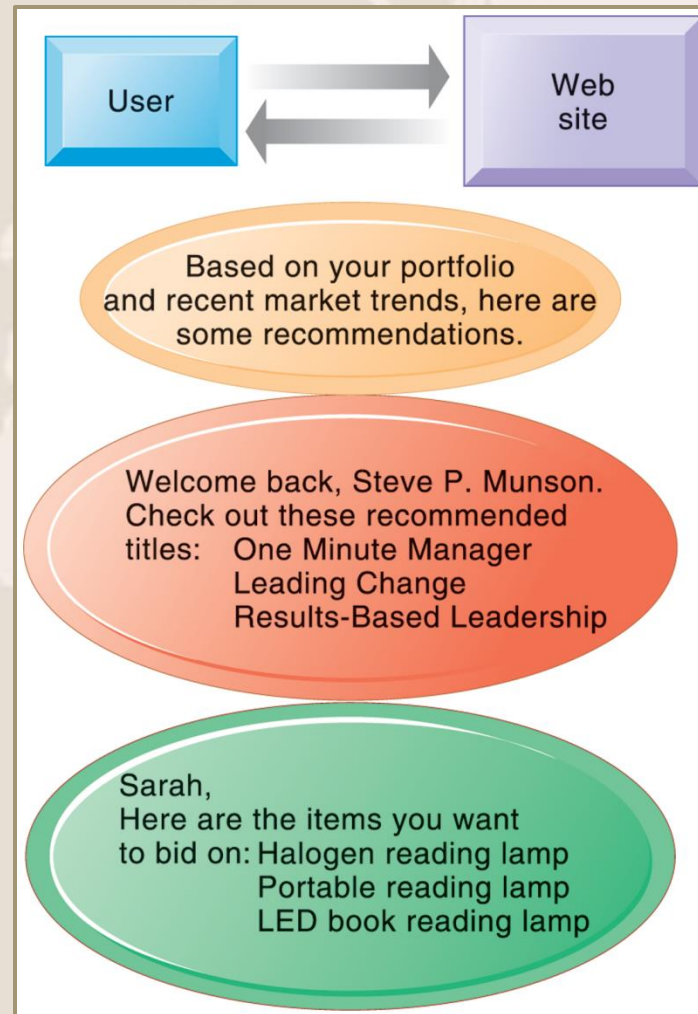 User
Web
site
Based on your portfolio
and recent market trends, here are
some recommendations.
Welcome back, Steve P. Munson.
Check out these recommended
titles: One Minute Manager
Leading Change
Results-Based Leadership
Sarah,
Here are the items you want
to bid on: Halogen reading lamp
Portable reading lamp
LED book reading lamp